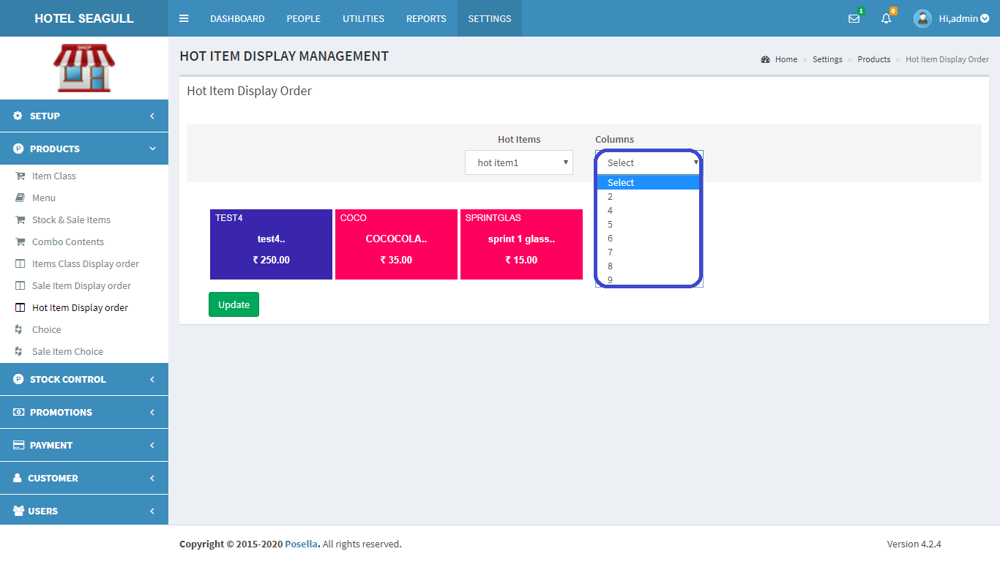 HOTEL SEAGULL
DASHBOARD PEOPLE UTILITIES REPORTS SETTINGS
1 0 Hi,admin
SHOP
HOT ITEM DISPLAY MANAGEMENT
Home > Settings > Products > Hot Item Display Order
Hot Item Display Order
SETUP
PRODUCTS
Item Class
Menu
Stock & Sale Items
Combo Contents
Items Class Display order
Sale Item Display order
Hot Item Display order
Choice
Sale Item Choice
STOCK CONTROL
PROMOTIONS
PAYMENT
CUSTOMER
USERS
Hot Items Columns
hot item1 Select
Select
2
4
5
6
7
8
9
TEST4
test4..
₹ 250.00
COCO
COCOCOLA..
₹ 35.00
SPRINTGLAS
sprint 1 glass..
₹ 15.00
Update
Copyright © 2015-2020 Posella. All rights reserved.
Version 4.2.4